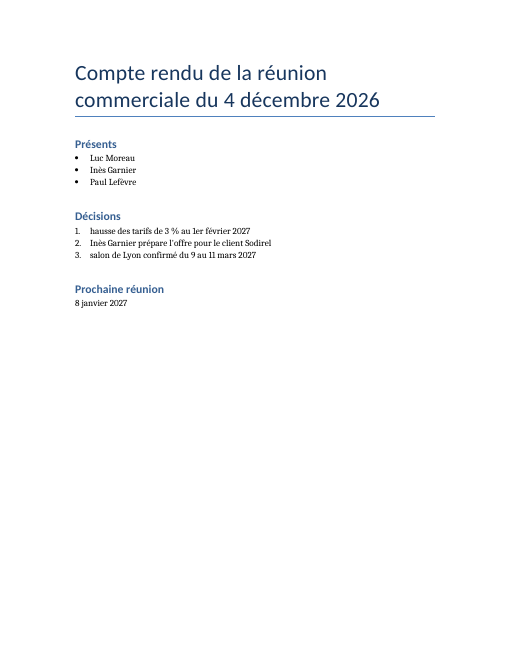 Compte rendu de la réunion
commerciale du 4 décembre 2026
Présents
• Luc Moreau
• Inès Garnier
• Paul Lefèvre
Décisions
1. hausse des tarifs de 3 % au 1er février 2027
2. Inès Garnier prépare l'offre pour le client Sodirel
3. salon de Lyon confirmé du 9 au 11 mars 2027
Prochaine réunion
8 janvier 2027